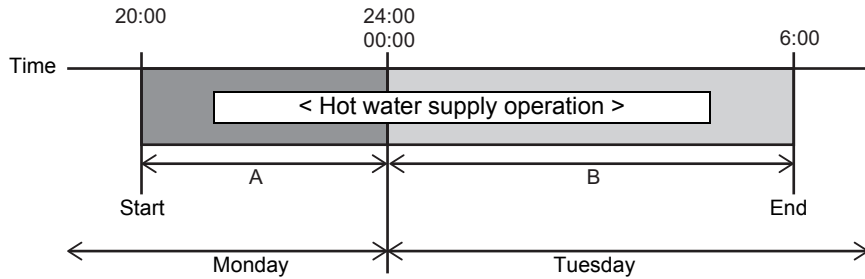 20:00
24:00
00:00
6:00
Time
< Hot water supply operation >
A
B
Start
End
Monday
Tuesday